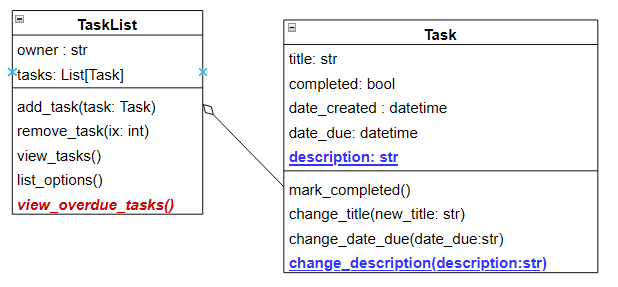 TaskList
owner : str
tasks: List[Task]
add_task(task: Task)
remove_task(ix: int)
view_tasks()
list_options()
view_overdue_tasks()
Task
title: str
completed: bool
date_created : datetime
date_due: datetime
description: str
mark_completed()
change_title(new_title: str)
change_date_due(date_due:str)
change_description(description:str)